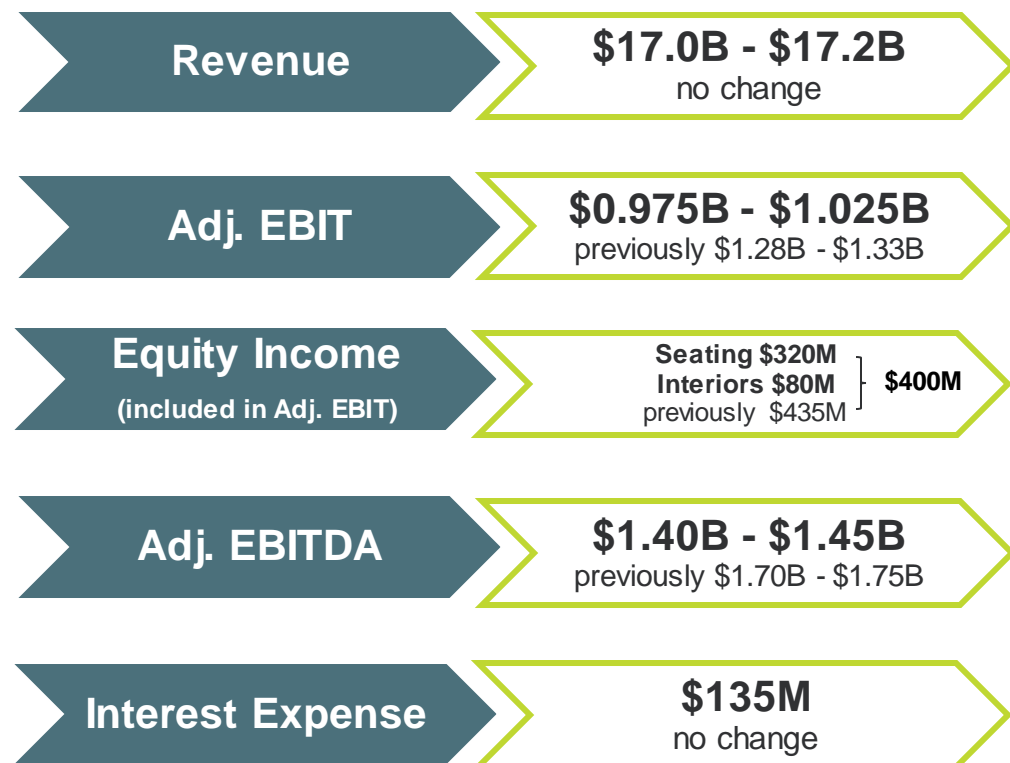 Revenue
$17.0B - $17.2B
no change
Adj. EBIT
$0.975B - $1.025B
previously $1.28B - $1.33B
Equity Income
(included in Adj. EBIT)
Seating $320M
Interiors $80M
previously $435M
$400M
Adj. EBITDA
$1.40B - $1.45B
previously $1.70B - $1.75B
Interest Expense
$135M
no change